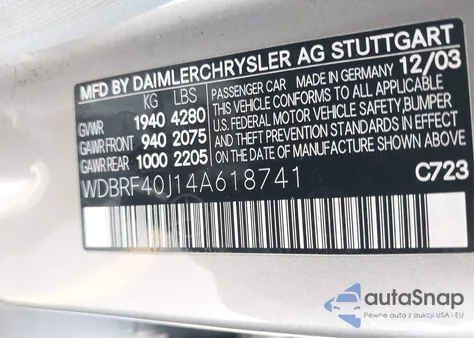 MFD BY DAIMLERCHRYSLER AG STUTTGART
KG LBS
GVWR 1940 4280
GAWR FRONT 940 2075
GAWR REAR 1000 2205
PASSENGER CAR MADE IN GERMANY 12/03
THIS VEHICLE CONFORMS TO ALL APPLICABLE
U.S. FEDERAL MOTOR VEHICLE SAFETY,BUMPER
AND THEFT PREVENTION STANDARDS IN EFFECT
ON THE DATE OF MANUFACTURE SHOWN ABOVE
WDBRF40J14A618741
C723
autoSnap
Pewne auta z aukcji USA i EU